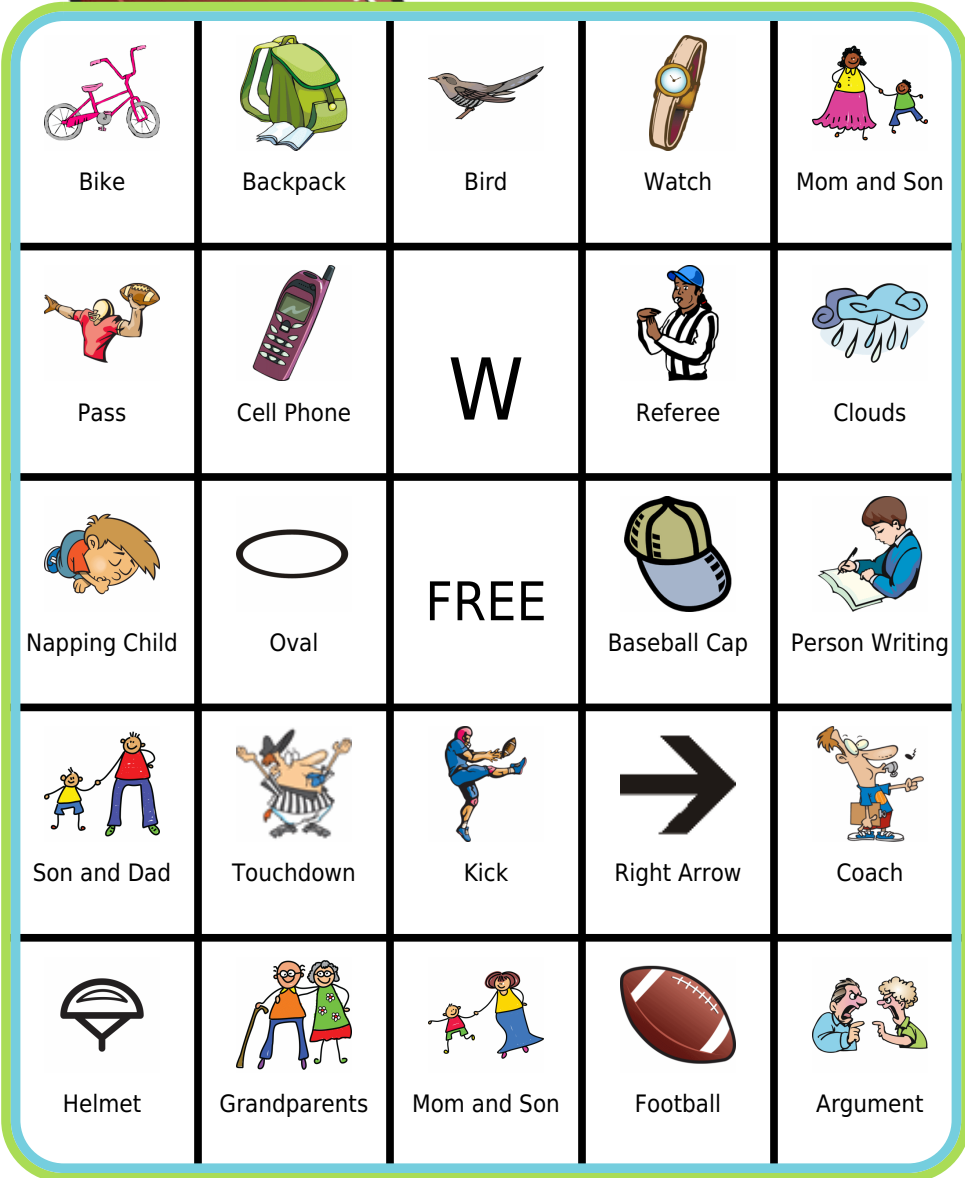 Bike
Backpack
Bird
Watch
Mom and Son
Pass
Cell Phone
W
Referee
Clouds
Napping Child
Oval
FREE
Baseball Cap
Person Writing
Son and Dad
Touchdown
Kick
Right Arrow
Coach
Helmet
Grandparents
Mom and Son
Football
Argument